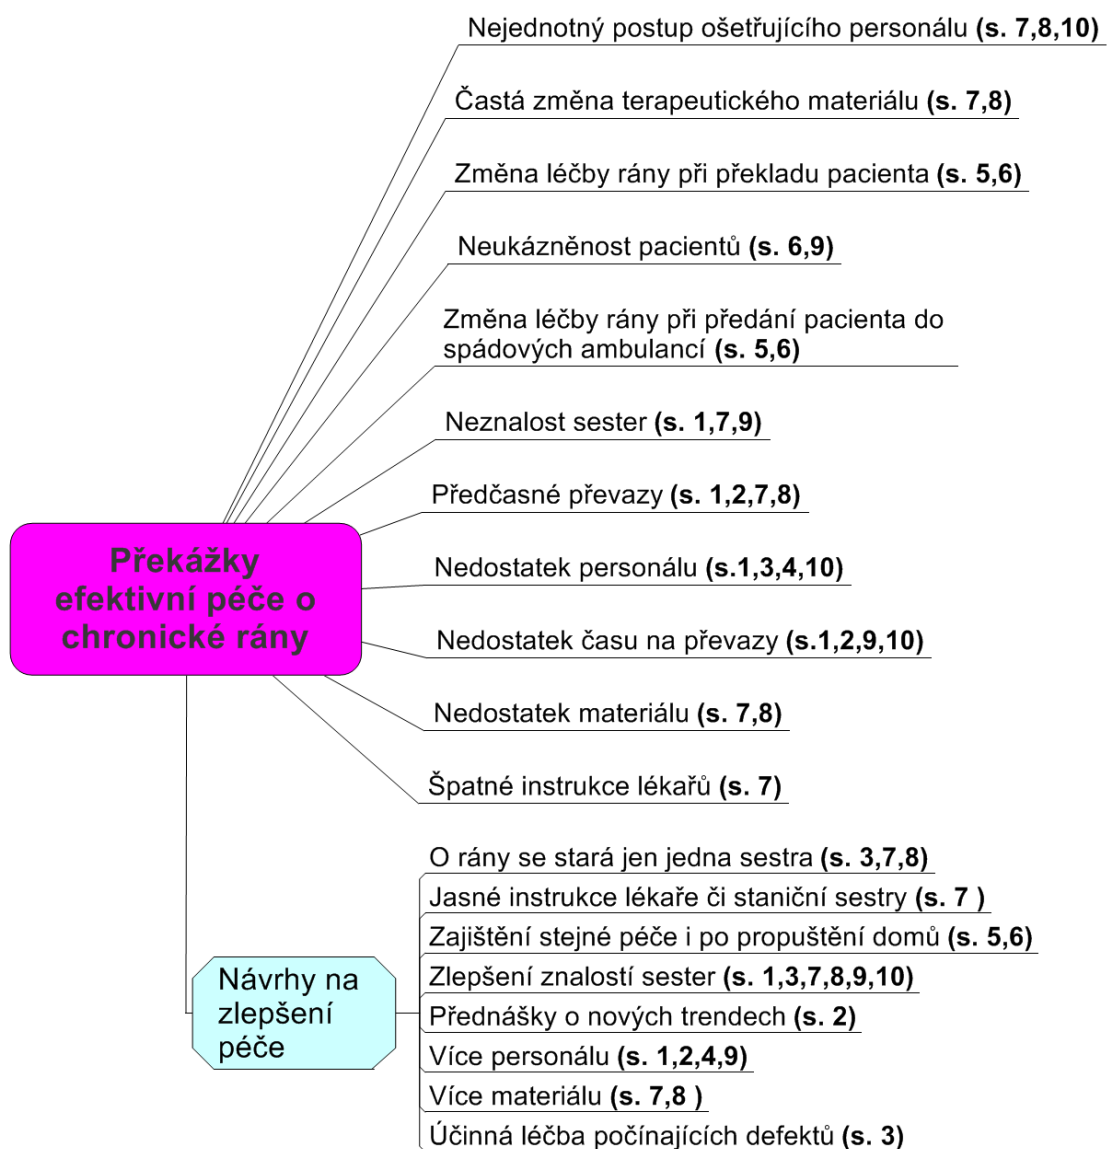 Nejednotný postup ošetřujícího personálu (s. 7,8,10)
Častá změna terapeutického materiálu (s. 7,8)
Změna léčby rány při překladu pacienta (s. 5,6)
Neukázněnost pacientů (s. 6,9)
Změna léčby rány při předání pacienta do
spádových ambulancí (s. 5,6)
Neznalost sester (s. 1,7,9)
Předčasné převazy (s. 1,2,7,8)
Překážky
efektivní péče o
chronické rány
Nedostatek personálu (s.1,3,4,10)
Nedostatek času na převazy (s.1,2,9,10)
Nedostatek materiálu (s. 7,8)
Špatné instrukce lékařů (s. 7)
Návrhy na
zlepšení
péče
O rány se stará jen jedna sestra (s. 3,7,8)
Jasné instrukce lékaře či staniční sestry (s. 7 )
Zajištění stejné péče i po propuštění domů (s. 5,6)
Zlepšení znalostí sester (s. 1,3,7,8,9,10)
Přednášky o nových trendech (s. 2)
Více personálu (s. 1,2,4,9)
Více materiálu (s. 7,8 )
Účinná léčba počínajících defektů (s. 3)